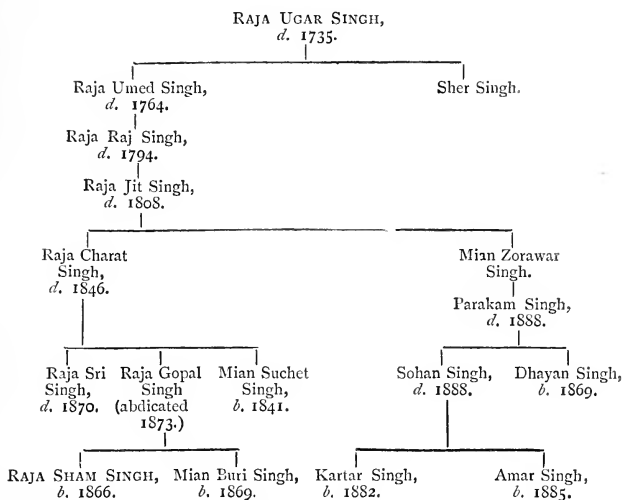 RAJA UGAR SINGH,
d. 1735.
Raja Umed Singh,
d. 1764.
Sher Singh.
Raja Raj Singh,
d. 1794.
Raja Jit Singh,
d. 1808.
Raja Charat
Singh,
d. 1846.
Mian Zorawar
Singh.
Parakam Singh,
d. 1888.
Raja Sri
Singh,
d. 1870.
Raja Gopal
Singh
(abdicated
1873.)
Mian Suchet
Singh,
b. 1841.
Sohan Singh,
d. 1888.
Dhayan Singh,
b. 1869.
RAJA SHAM SINGH,
b. 1866.
Mian Buri Singh,
b. 1869.
Kartar Singh,
b. 1882.
Amar Singh,
b. 1885.